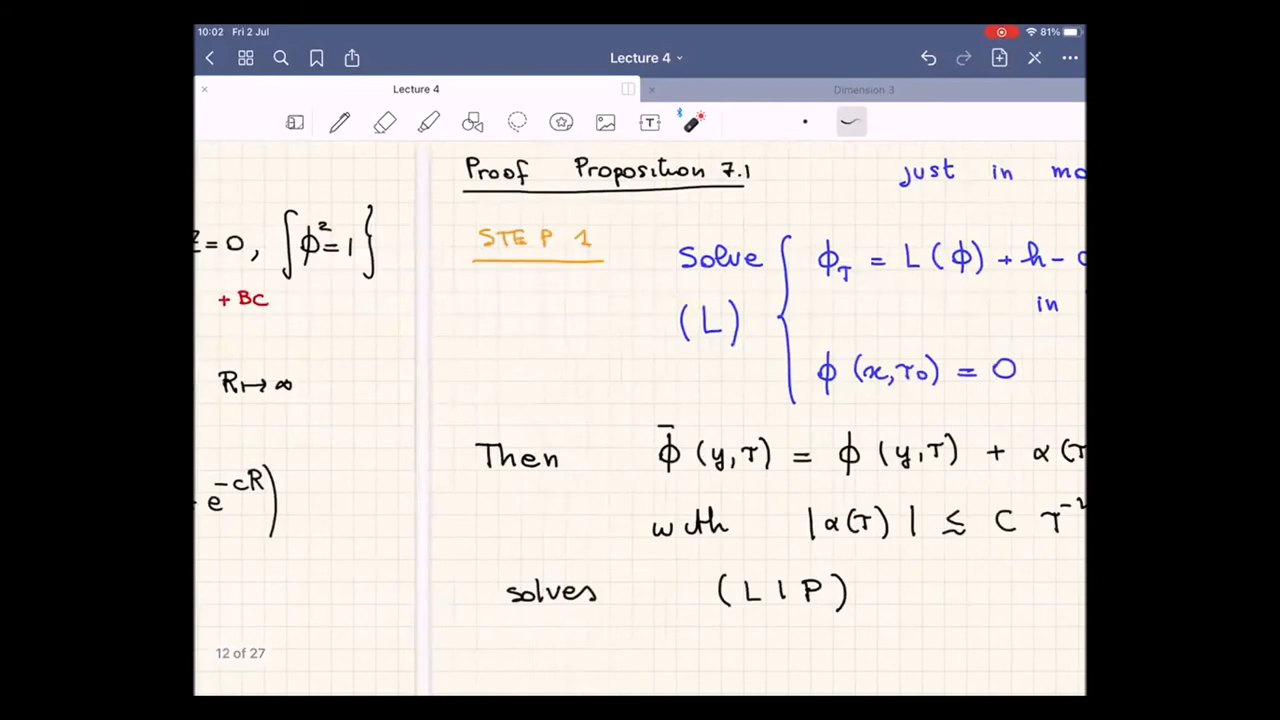 10:02 Fri 2 Jul 81%
Lecture 4
Lecture 4
Dimension 3
= 0 , ∫ϕ² = 1 }
+ BC
R ↦ ∞
e^{-cR} )
12 of 27
Proof Proposition 7.1
just in
STEP 1
Solve { ϕ_τ = L(ϕ) + h -
in
(L)
ϕ(x,τ₀) = 0
Then ϕ̄(y,τ) = ϕ(y,τ) + α(τ
with |α(τ)| ≲ C τ^{-
solves (LIP)